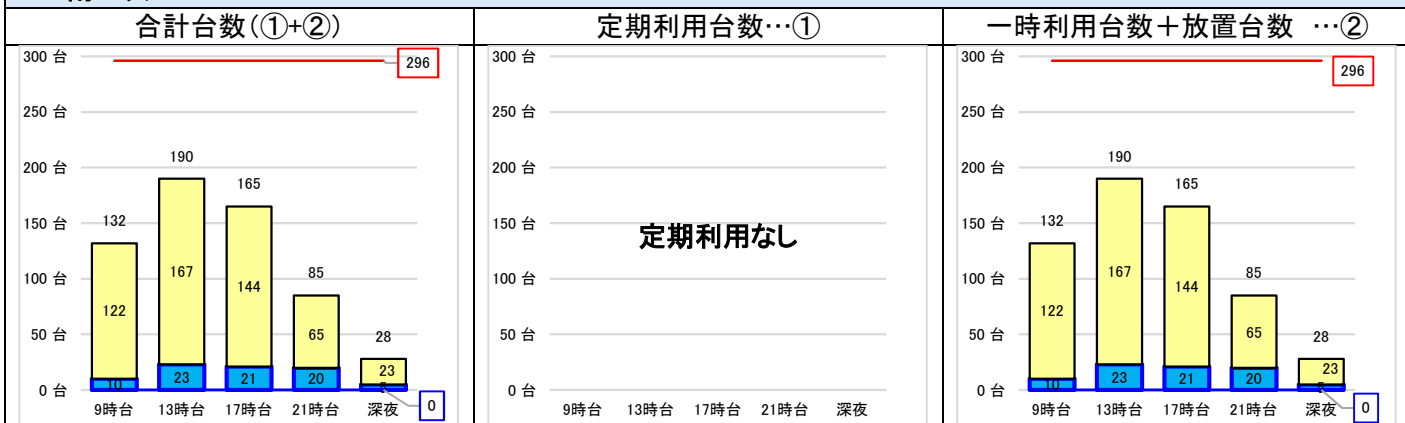 合計台数(①+②)
定期利用台数…①
一時利用台数＋放置台数 …②
300 台
250 台
200 台
150 台
100 台
50 台
0 台
296
132
190
165
85
28
122
167
144
65
23
10
23
21
20
5
0
9時台 13時台 17時台 21時台 深夜
300 台
250 台
200 台
150 台
100 台
50 台
0 台
定期利用なし
9時台 13時台 17時台 21時台 深夜
300 台
250 台
200 台
150 台
100 台
50 台
0 台
296
132
190
165
85
28
122
167
144
65
23
10
23
21
20
5
0
9時台 13時台 17時台 21時台 深夜